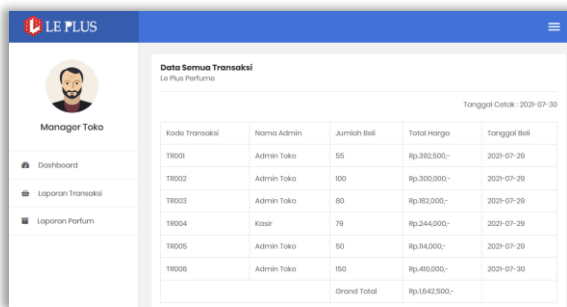 LE PLUS
Manager Toko
Dashboard
Laporan Transaksi
Laporan Parfum
Data Semua Transaksi
Le Plus Perfume
Tanggal Cetak : 2021-07-30
Kode Transaksi Nama Admin Jumlah Beli Total Harga Tanggal Beli
TR001 Admin Toko 55 Rp.392,500,- 2021-07-29
TR002 Admin Toko 100 Rp.300,000,- 2021-07-29
TR003 Admin Toko 80 Rp.182,000,- 2021-07-29
TR004 Kasir 79 Rp.244,000,- 2021-07-29
TR005 Admin Toko 50 Rp.114,000,- 2021-07-29
TR006 Admin Toko 150 Rp.410,000,- 2021-07-30
Grand Total Rp.1,642,500,-